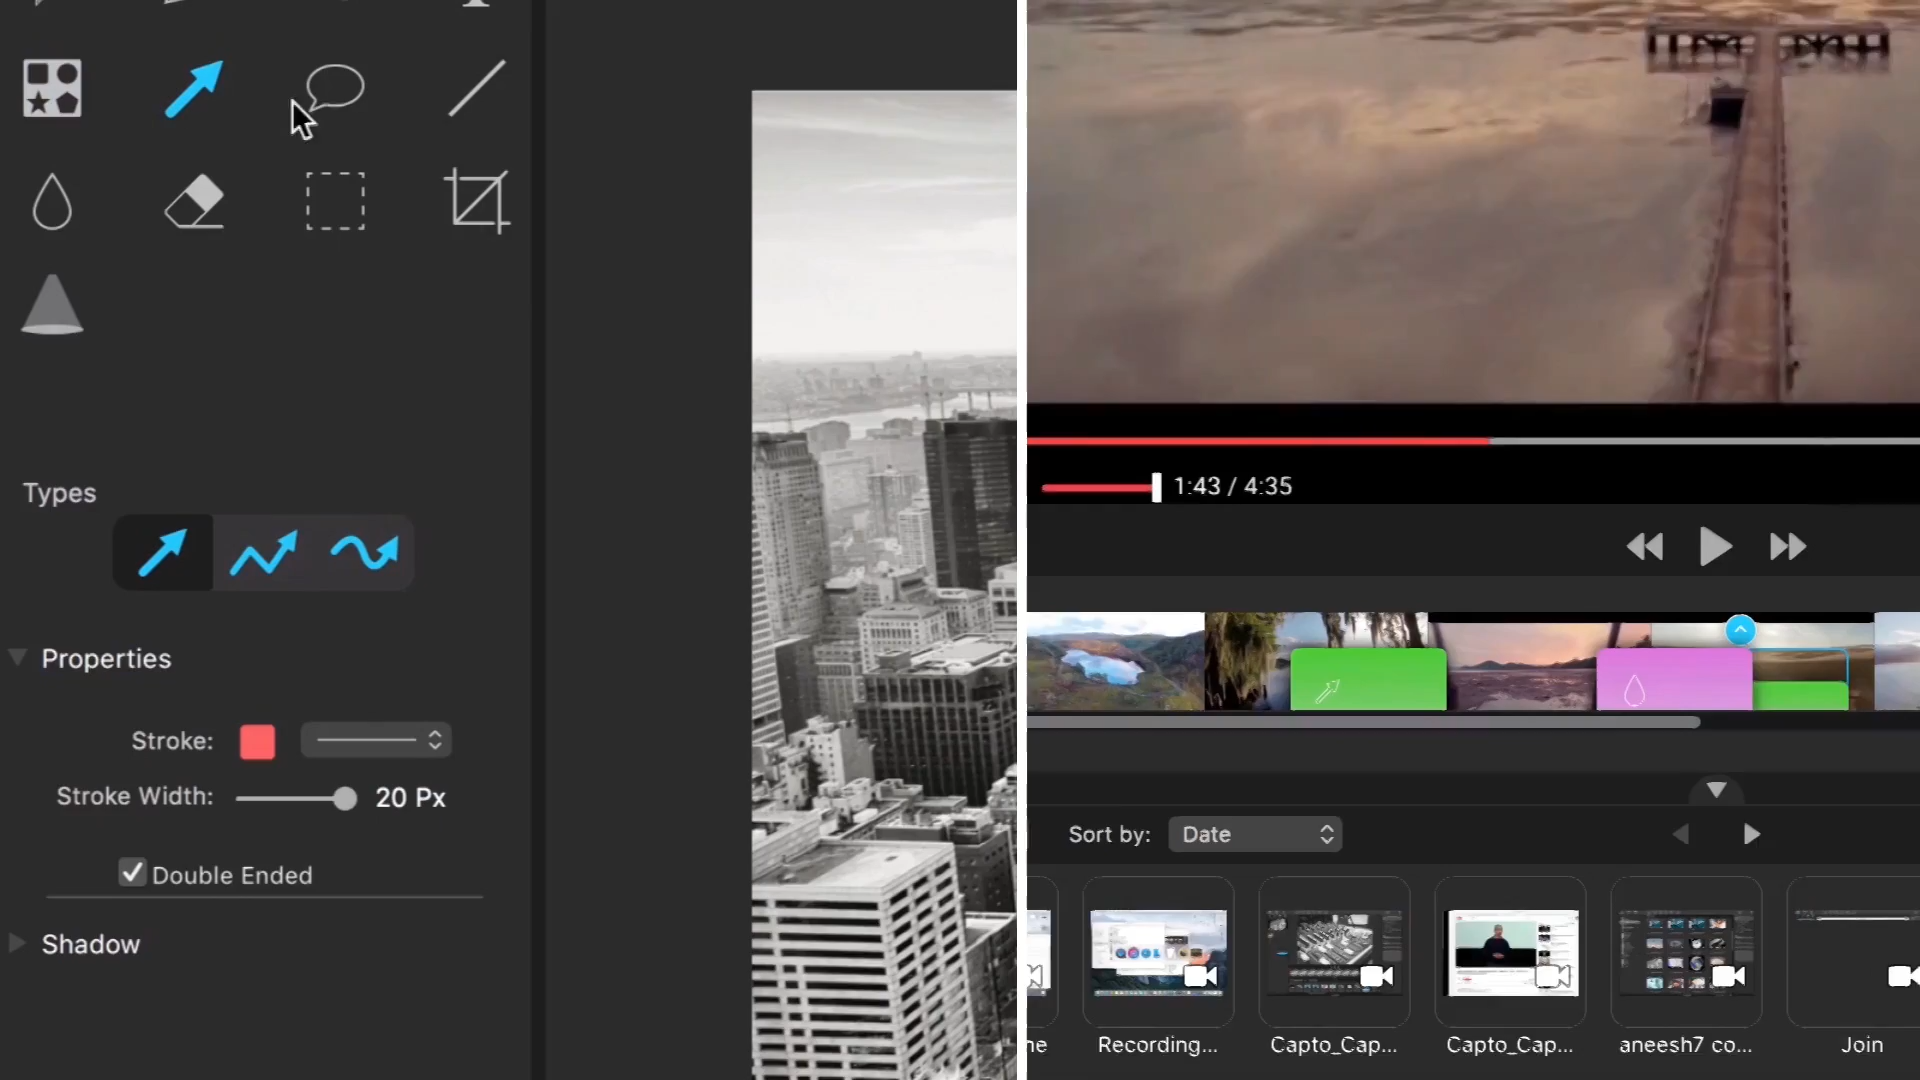 Types
Properties
Stroke:
Stroke Width: 20 Px
Double Ended
Shadow
1:43 / 4:35
Sort by: Date
he
Recording...
Capto_Cap...
Capto_Cap...
aneesh7 co...
Join